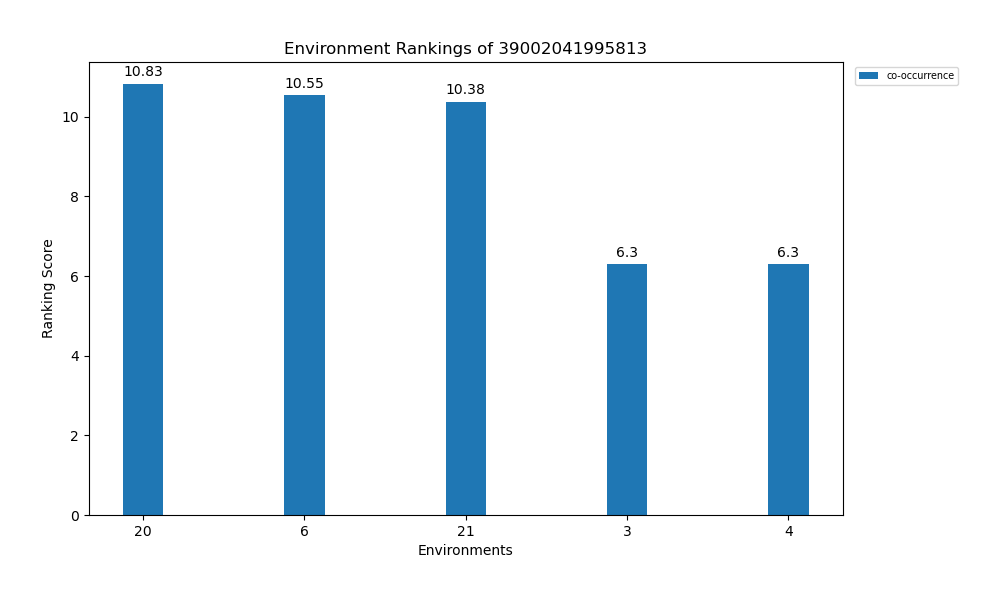 Environment Rankings of 39002041995813
co-occurrence
10.83
10.55
10.38
6.3
6.3
Ranking Score
10
8
6
4
2
0
20 6 21 3 4
Environments